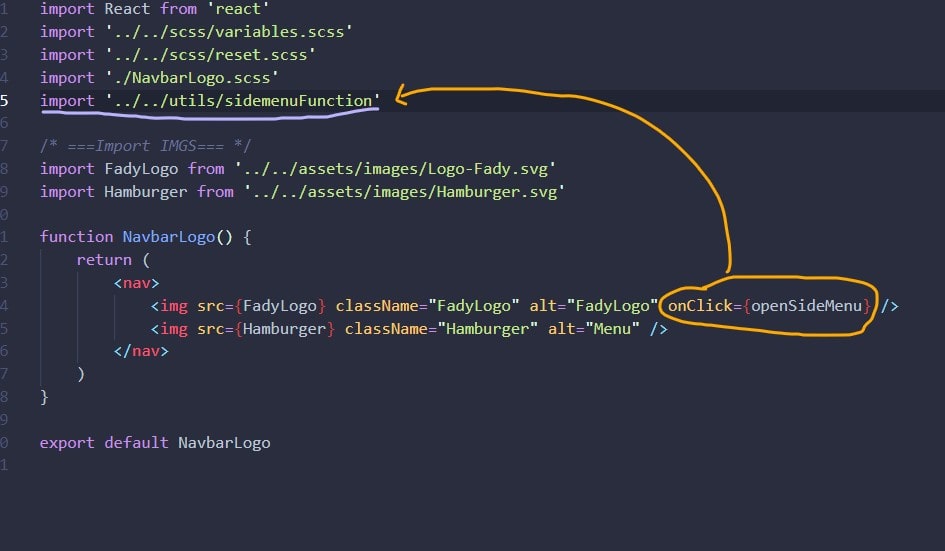 1 import React from 'react'
2 import '../../scss/variables.scss'
3 import '../../scss/reset.scss'
4 import './NavbarLogo.scss'
5 import '../../utils/sidemenuFunction'
6
7 /* ===Import IMGS=== */
8 import FadyLogo from '../../assets/images/Logo-Fady.svg'
9 import Hamburger from '../../assets/images/Hamburger.svg'
0
1 function NavbarLogo() {
2 return (
3 <nav>
4 <img src={FadyLogo} className="FadyLogo" alt="FadyLogo" onClick={openSideMenu} />
5 <img src={Hamburger} className="Hamburger" alt="Menu" />
6 </nav>
7 )
8 }
9
0 export default NavbarLogo
1